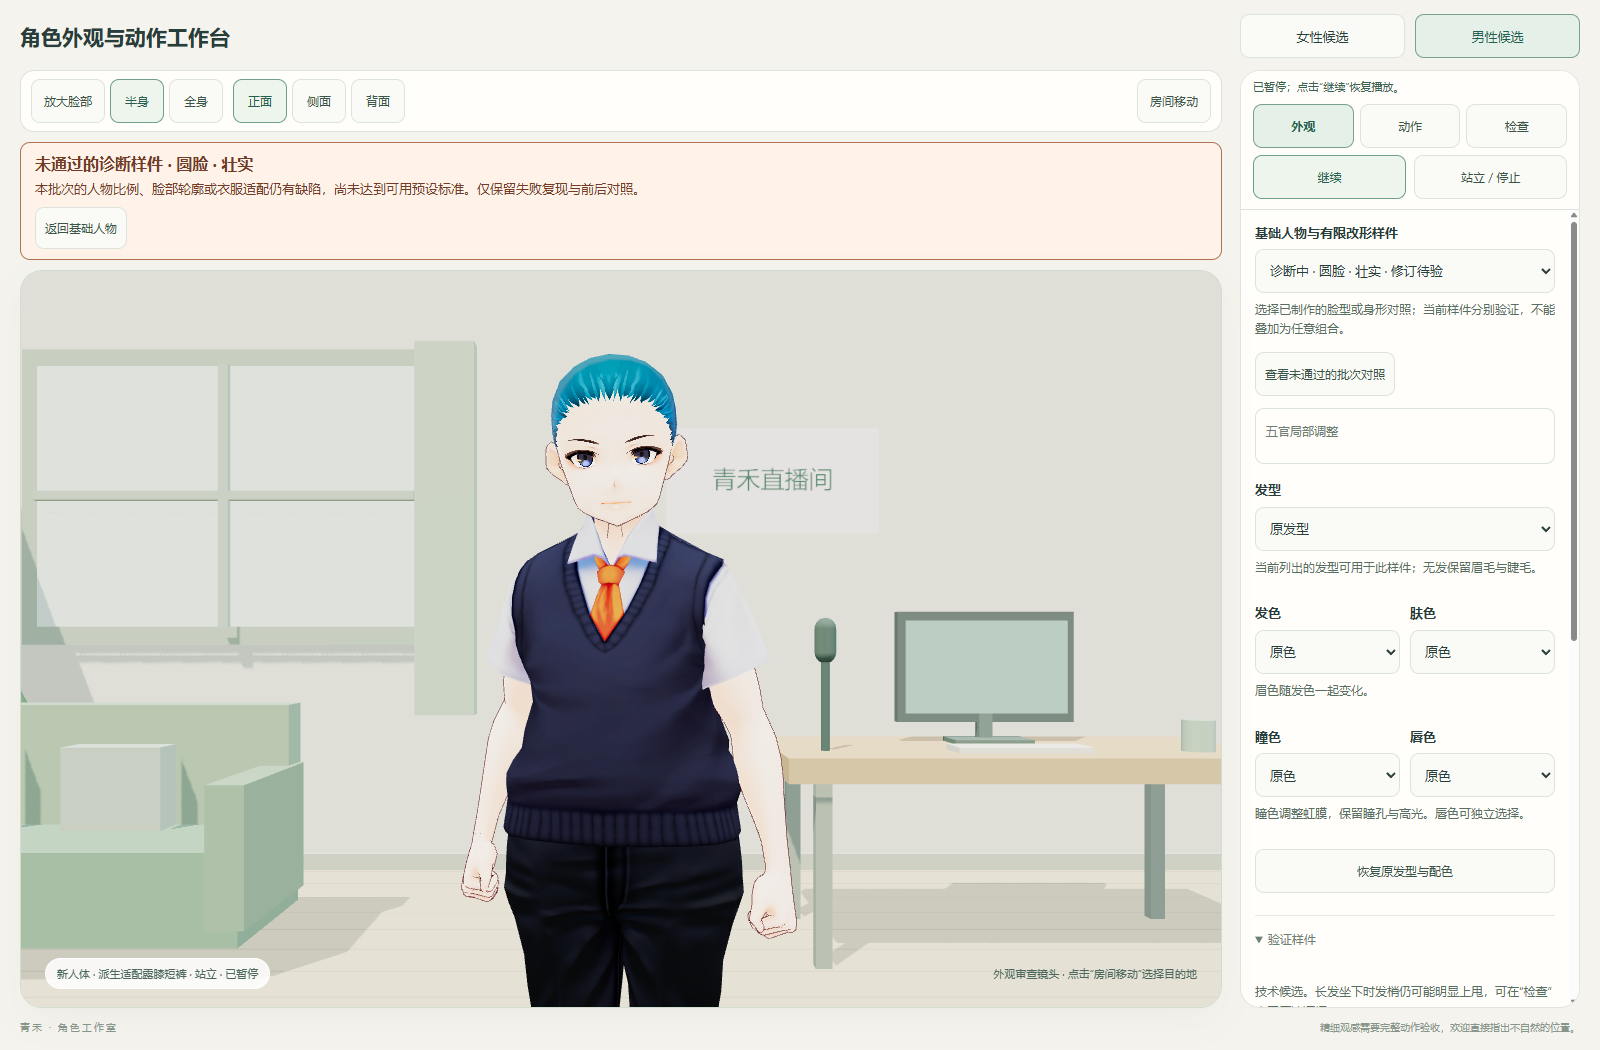 角色外观与动作工作台
女性候选
男性候选
放大脸部
半身
全身
正面
侧面
背面
房间移动
已暂停；点击“继续”恢复播放。
外观
动作
检查
继续
站立 / 停止
未通过的诊断样件 · 圆脸 · 壮实
本批次的人物比例、脸部轮廓或衣服适配仍有缺陷，尚未达到可用预设标准。仅保留失败复现与前后对照。
返回基础人物
基础人物与有限改形样件
诊断中 · 圆脸 · 壮实 · 修订待验
选择已制作的脸型或身形对照；当前样件分别验证，不能
叠加为任意组合。
查看未通过的批次对照
五官局部调整
发型
原发型
当前列出的发型可用于此样件；无发保留眉毛与睫毛。
发色
肤色
原色
原色
眉色随发色一起变化。
瞳色
唇色
原色
原色
瞳色调整虹膜，保留瞳孔与高光。唇色可独立选择。
恢复原发型与配色
▼ 验证样件
技术候选。长发坐下时发梢仍可能明显上甩，可在“检查”
青禾直播间
新人体 · 派生适配露膝短裤 · 站立 · 已暂停
外观审查镜头 · 点击“房间移动”选择目的地
青禾 · 角色工作室
精细观感需要完整动作验收，欢迎直接指出不自然的位置。